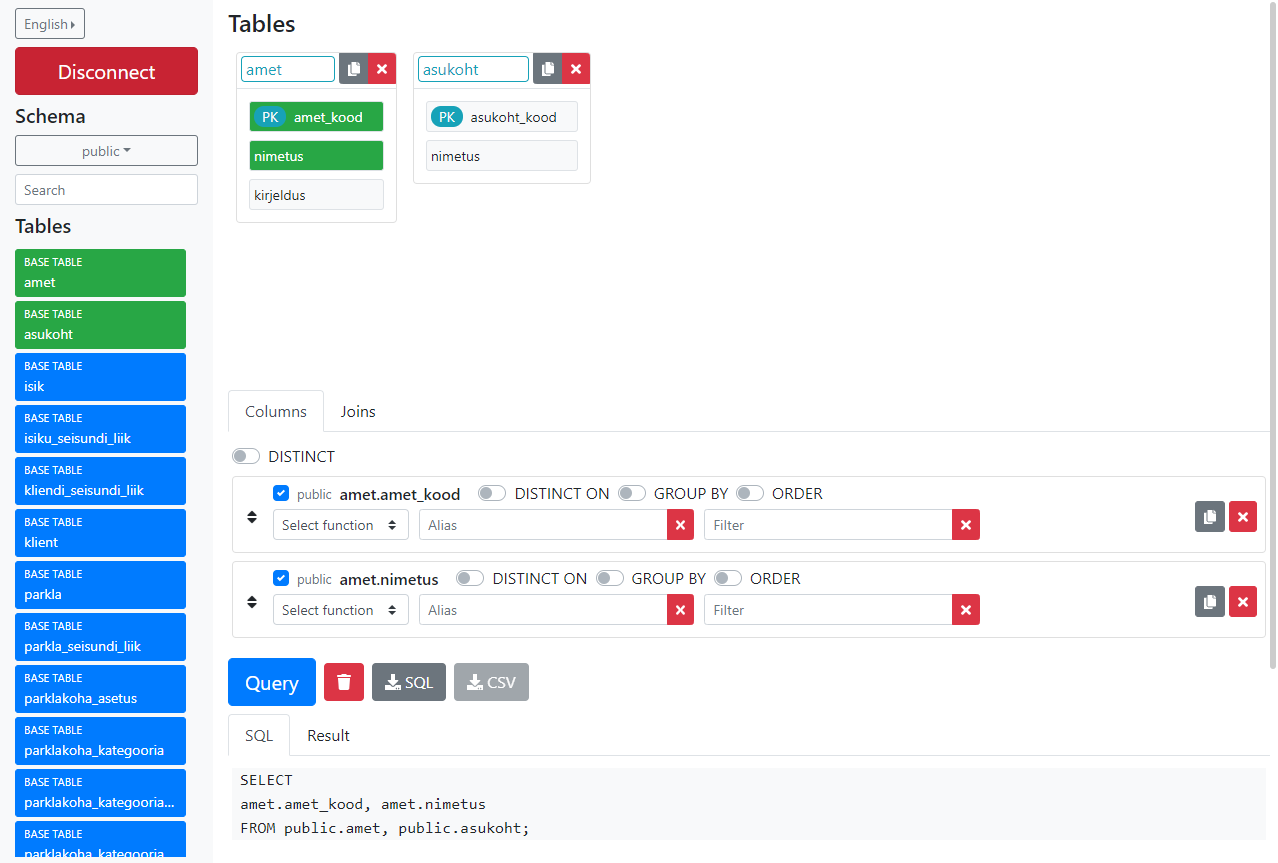 English
Disconnect
Schema
public
Search
Tables
BASE TABLE
amet
BASE TABLE
asukoht
BASE TABLE
isik
BASE TABLE
isiku_seisundi_liik
BASE TABLE
kliendi_seisundi_liik
BASE TABLE
klient
BASE TABLE
parkla
BASE TABLE
parkla_seisundi_liik
BASE TABLE
parklakoha_asetus
BASE TABLE
parklakoha_kategooria
BASE TABLE
parklakoha_kategooria...
BASE TABLE
parklakoha_kategooria
Tables
amet
PK amet_kood
nimetus
kirjeldus
asukoht
PK asukoht_kood
nimetus
Columns Joins
DISTINCT
public amet.amet_kood DISTINCT ON GROUP BY ORDER
Select function Alias Filter
public amet.nimetus DISTINCT ON GROUP BY ORDER
Select function Alias Filter
Query SQL CSV
SQL Result
SELECT
amet.amet_kood, amet.nimetus
FROM public.amet, public.asukoht;